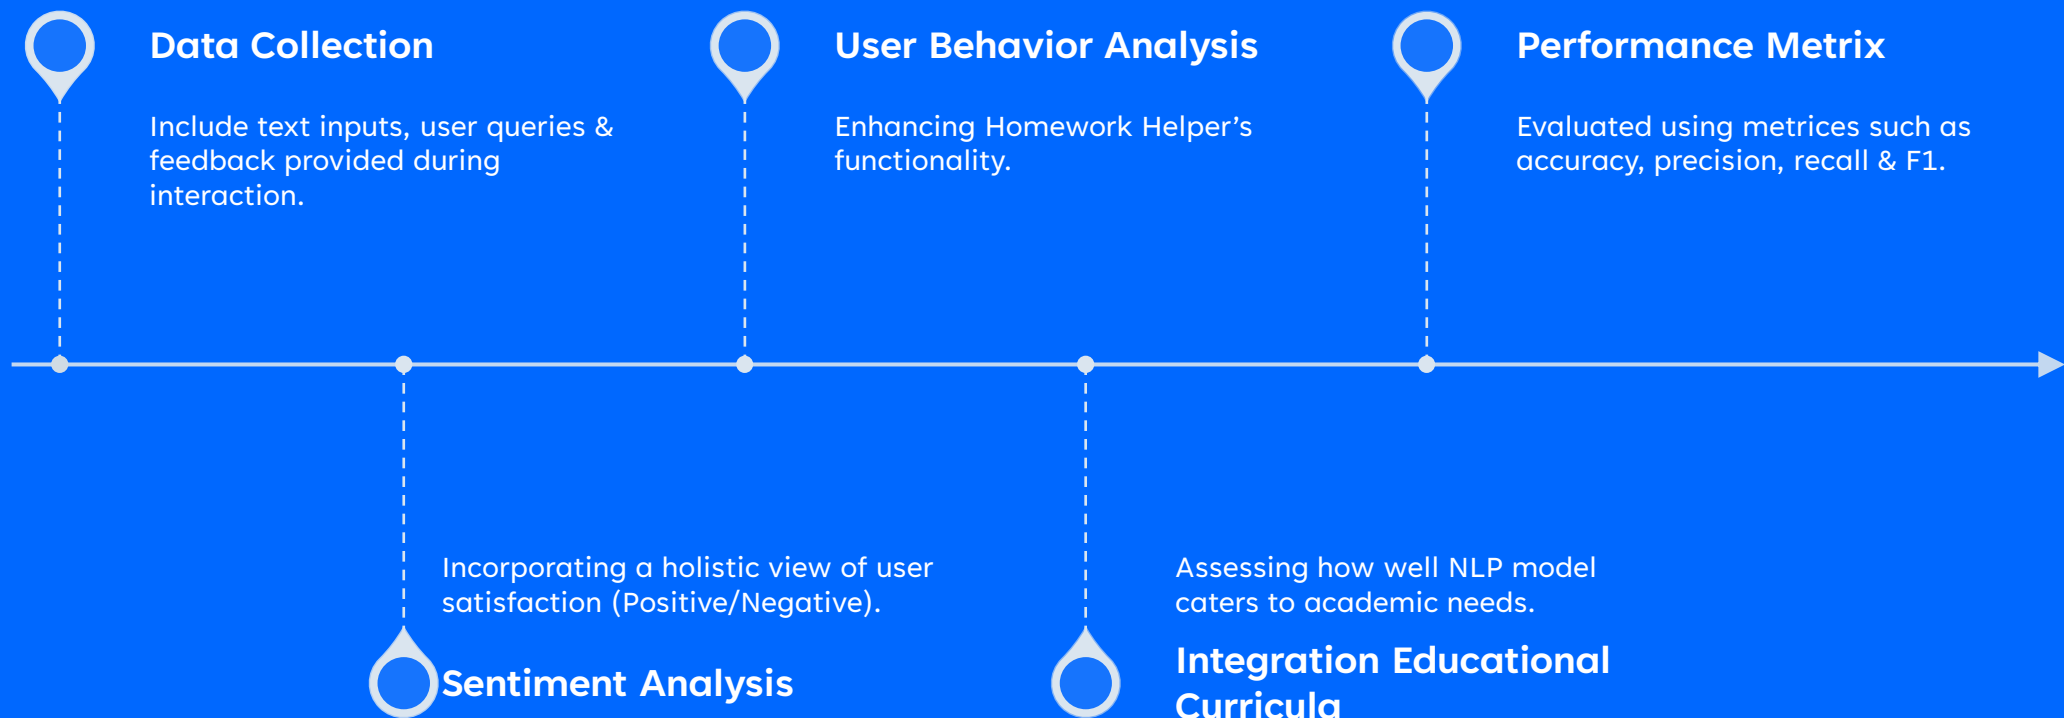 Data Collection
Include text inputs, user queries &
feedback provided during
interaction.
User Behavior Analysis
Enhancing Homework Helper’s
functionality.
Performance Metrix
Evaluated using metrices such as
accuracy, precision, recall & F1.
Incorporating a holistic view of user
satisfaction (Positive/Negative).
Sentiment Analysis
Assessing how well NLP model
caters to academic needs.
Integration Educational
Curricula